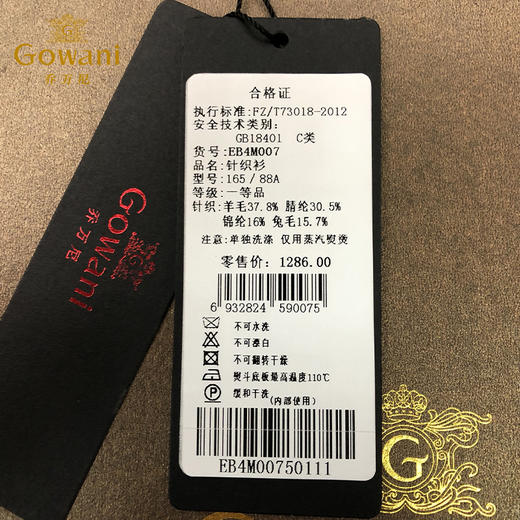 Gowani
乔万尼
Gowani
乔万尼
合格证
执行标准:FZ/T73018-2012
安全技术类别:
GB18401 C类
货号:EB4M007
品名:针织衫
型号:165/88A
等级:一等品
针织:羊毛37.8% 腈纶30.5%
锦纶16% 兔毛15.7%
注意:单独洗涤 仅用蒸汽熨烫
零售价: 1286.00
6 932824 590075
不可水洗
不可漂白
不可翻转干燥
熨斗底板最高温度110℃
P 缓和干洗(内部使用)
EB4M00750111
G